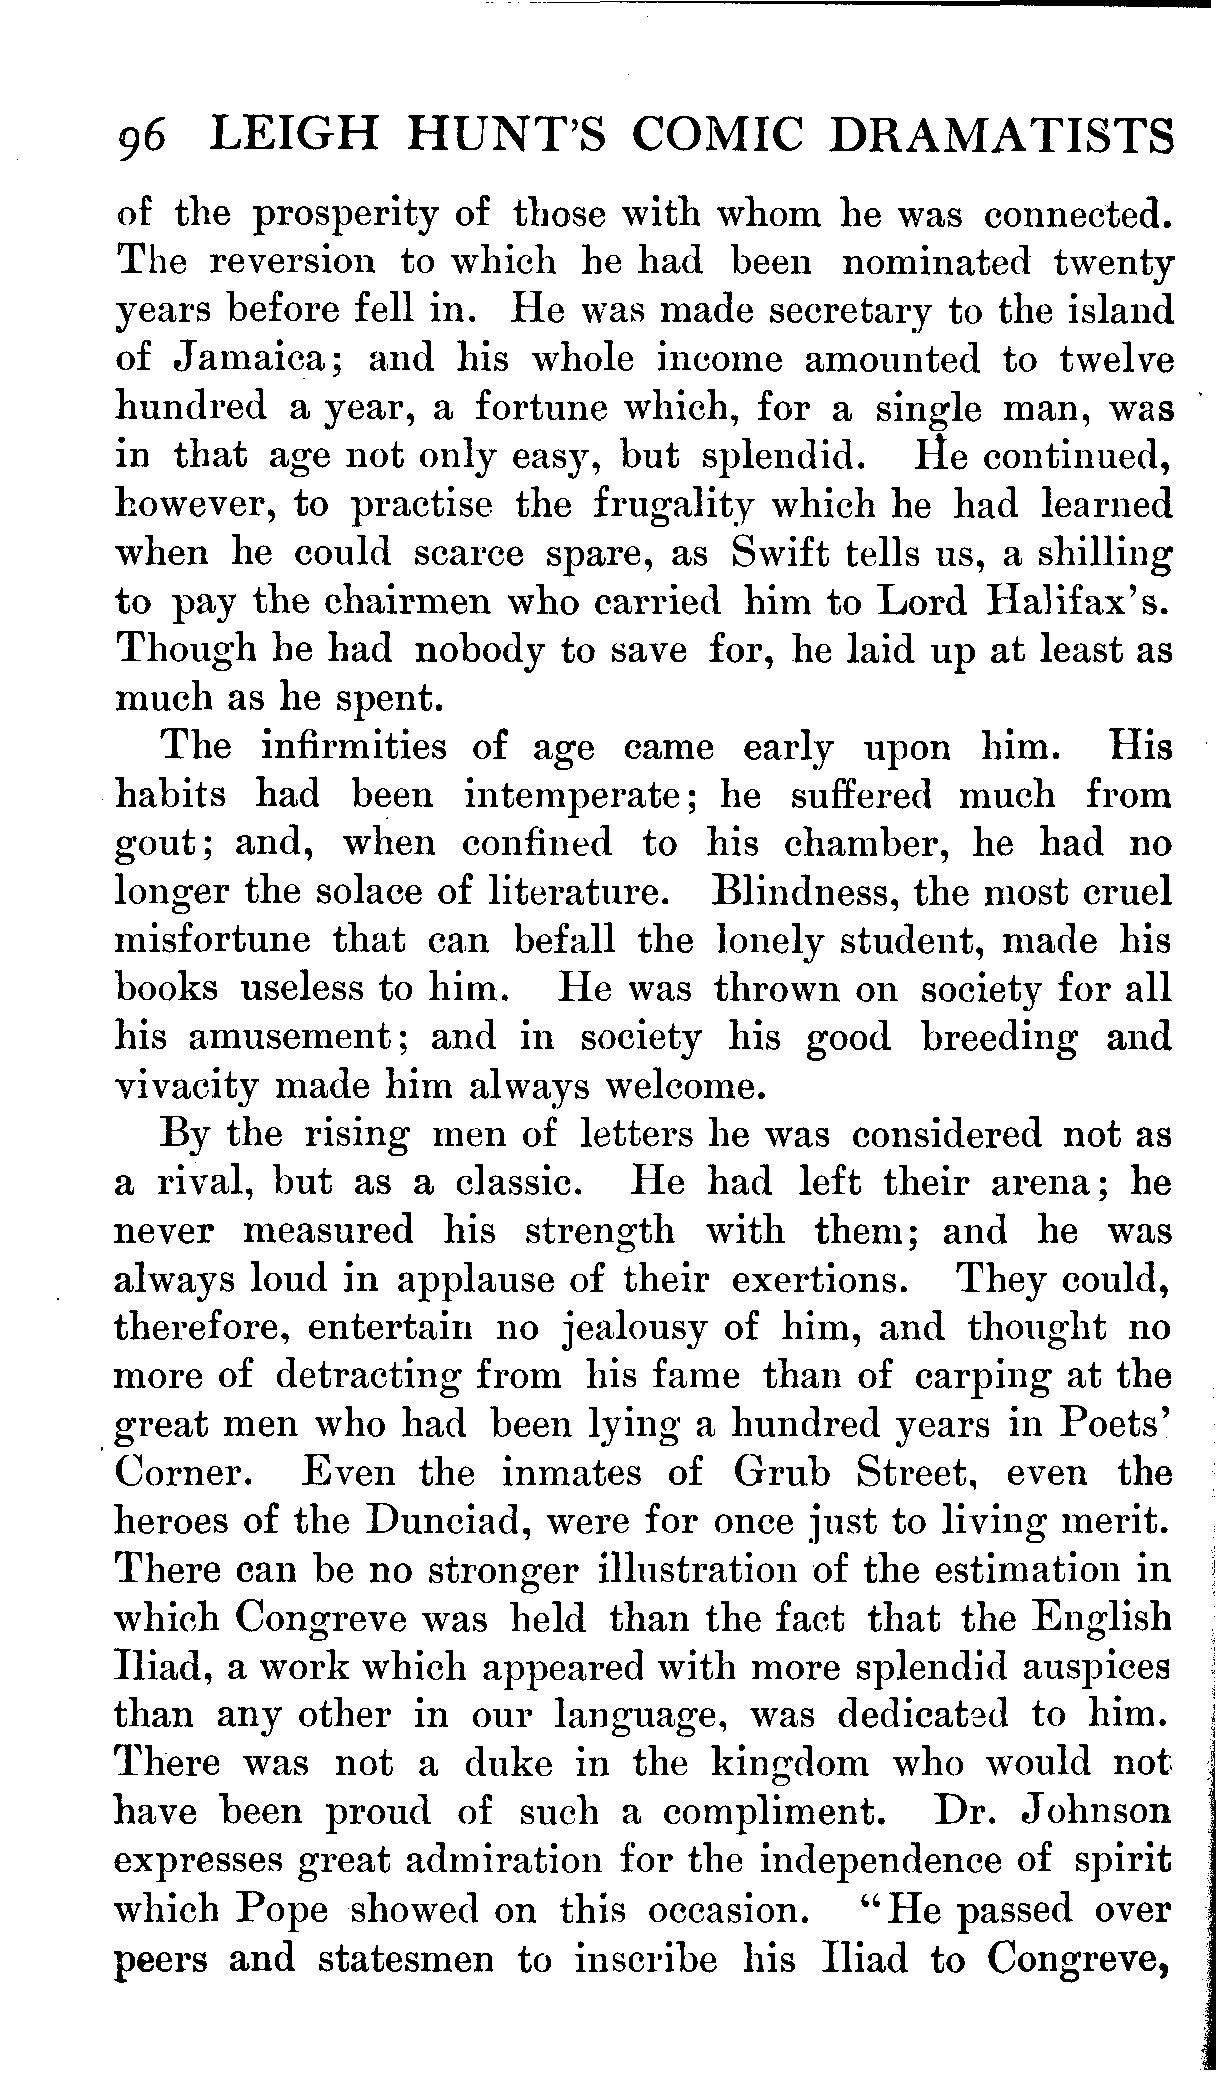 96 LEIGH HUNT'S COMIC DRAMATISTS
of the prosperity of those with whom he was connected.
The reversion to which he had been nominated twenty
years before fell in. He was made secretary to the island
of Jamaica; and his whole income amounted to twelve
hundred a year, a fortune which, for a single man, was
in that age not only easy, but splendid. He continued,
however, to practise the frugality which he had learned
when he could scarce spare, as Swift tells us, a shilling
to pay the chairmen who carried him to Lord Halifax's.
Though he had nobody to save for, he laid up at least as
much as he spent.
The infirmities of age came early upon him. His
habits had been intemperate; he suffered much from
gout; and, when confined to his chamber, he had no
longer the solace of literature. Blindness, the most cruel
misfortune that can befall the lonely student, made his
books useless to him. He was thrown on society for all
his amusement; and in society his good breeding and
vivacity made him always welcome.
By the rising men of letters he was considered not as
a rival, but as a classic. He had left their arena; he
never measured his strength with them; and he was
always loud in applause of their exertions. They could,
therefore, entertain no jealousy of him, and thought no
more of detracting from his fame than of carping at the
great men who had been lying a hundred years in Poets'
Corner. Even the inmates of Grub Street, even the
heroes of the Dunciad, were for once just to living merit.
There can be no stronger illustration of the estimation in
which Congreve was held than the fact that the English
Iliad, a work which appeared with more splendid auspices
than any other in our language, was dedicated to him.
There was not a duke in the kingdom who would not
have been proud of such a compliment. Dr. Johnson
expresses great admiration for the independence of spirit
which Pope showed on this occasion. "He passed over
peers and statesmen to inscribe his Iliad to Congreve,